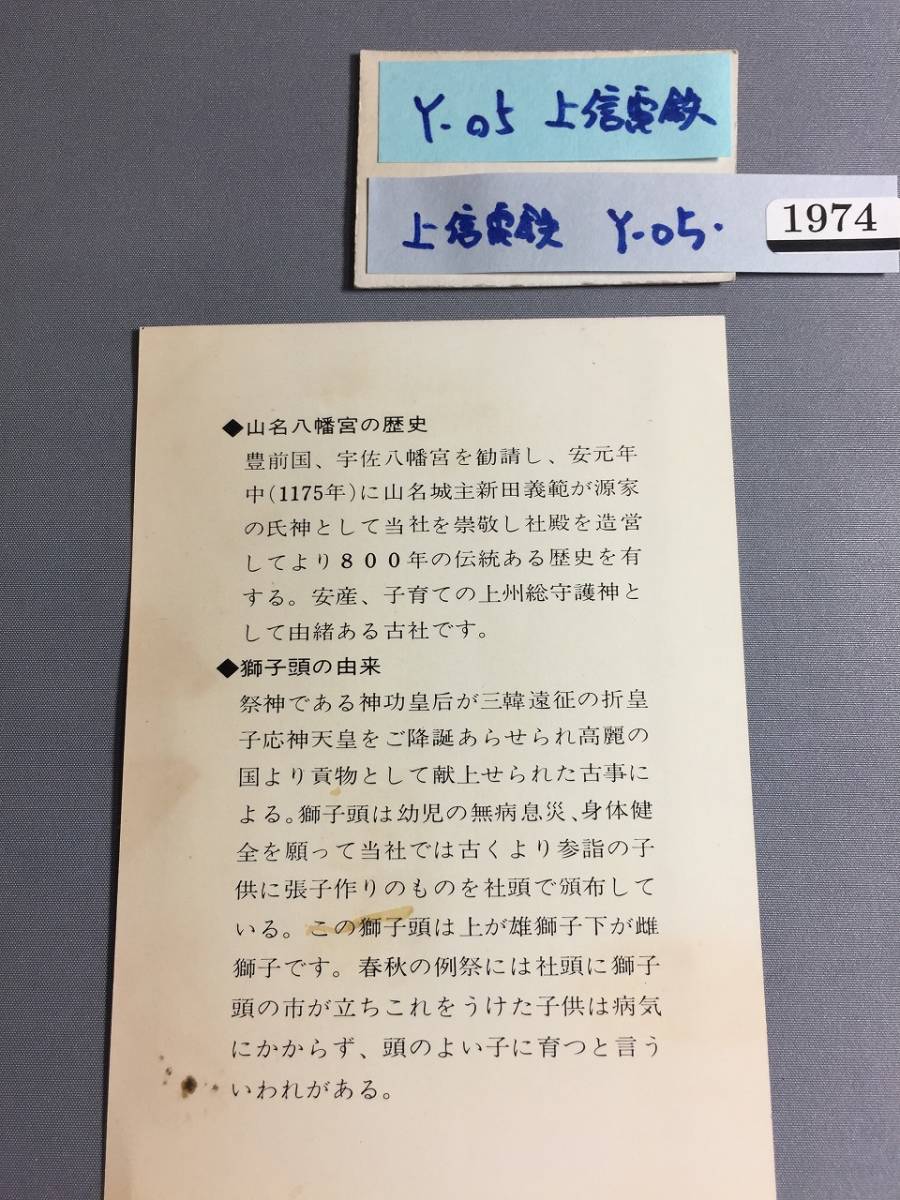 Y-05 上信電鉄
上信電鉄 Y-05.
1974
◆山名八幡宮の歴史
豊前国、宇佐八幡宮を勧請し、安元年
中(1175年)に山名城主新田義範が源家
の氏神として当社を崇敬し社殿を造営
してより800年の伝統ある歴史を有
する。安産、子育ての上州総守護神と
して由緒ある古社です。
◆獅子頭の由来
祭神である神功皇后が三韓遠征の折皇
子応神天皇をご降誕あらせられ高麗の
国より貢物として献上せられた古事に
よる。獅子頭は幼児の無病息災、身体健
全を願って当社では古くより参詣の子
供に張子作りのものを社頭で頒布して
いる。この獅子頭は上が雄獅子下が雌
獅子です。春秋の例祭には社頭に獅子
頭の市が立ちこれをうけた子供は病気
にかからず、頭のよい子に育つと言う
いわれがある。